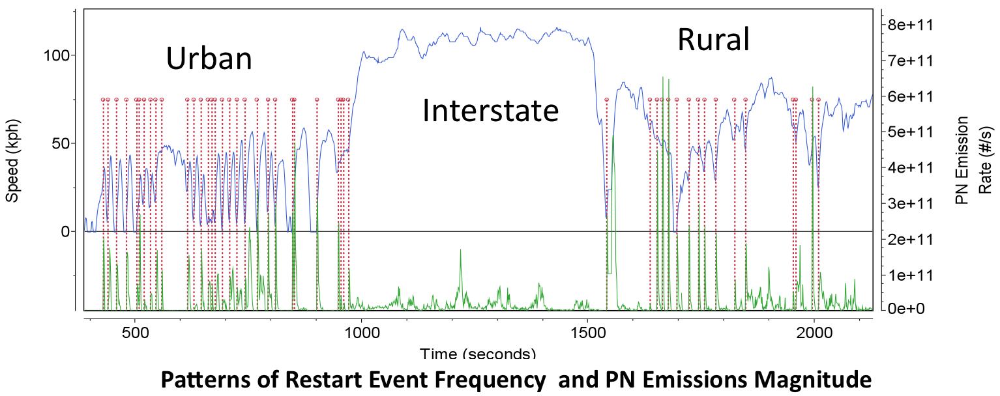 Urban
Rural
Interstate
Speed (kph)
100
50
0
8e+11
7e+11
6e+11
5e+11
4e+11
3e+11
2e+11
1e+11
0e+0
PN Emission
Rate (#/s)
500
1000
1500
2000
Time (seconds)
Patterns of Restart Event Frequency and PN Emissions Magnitude